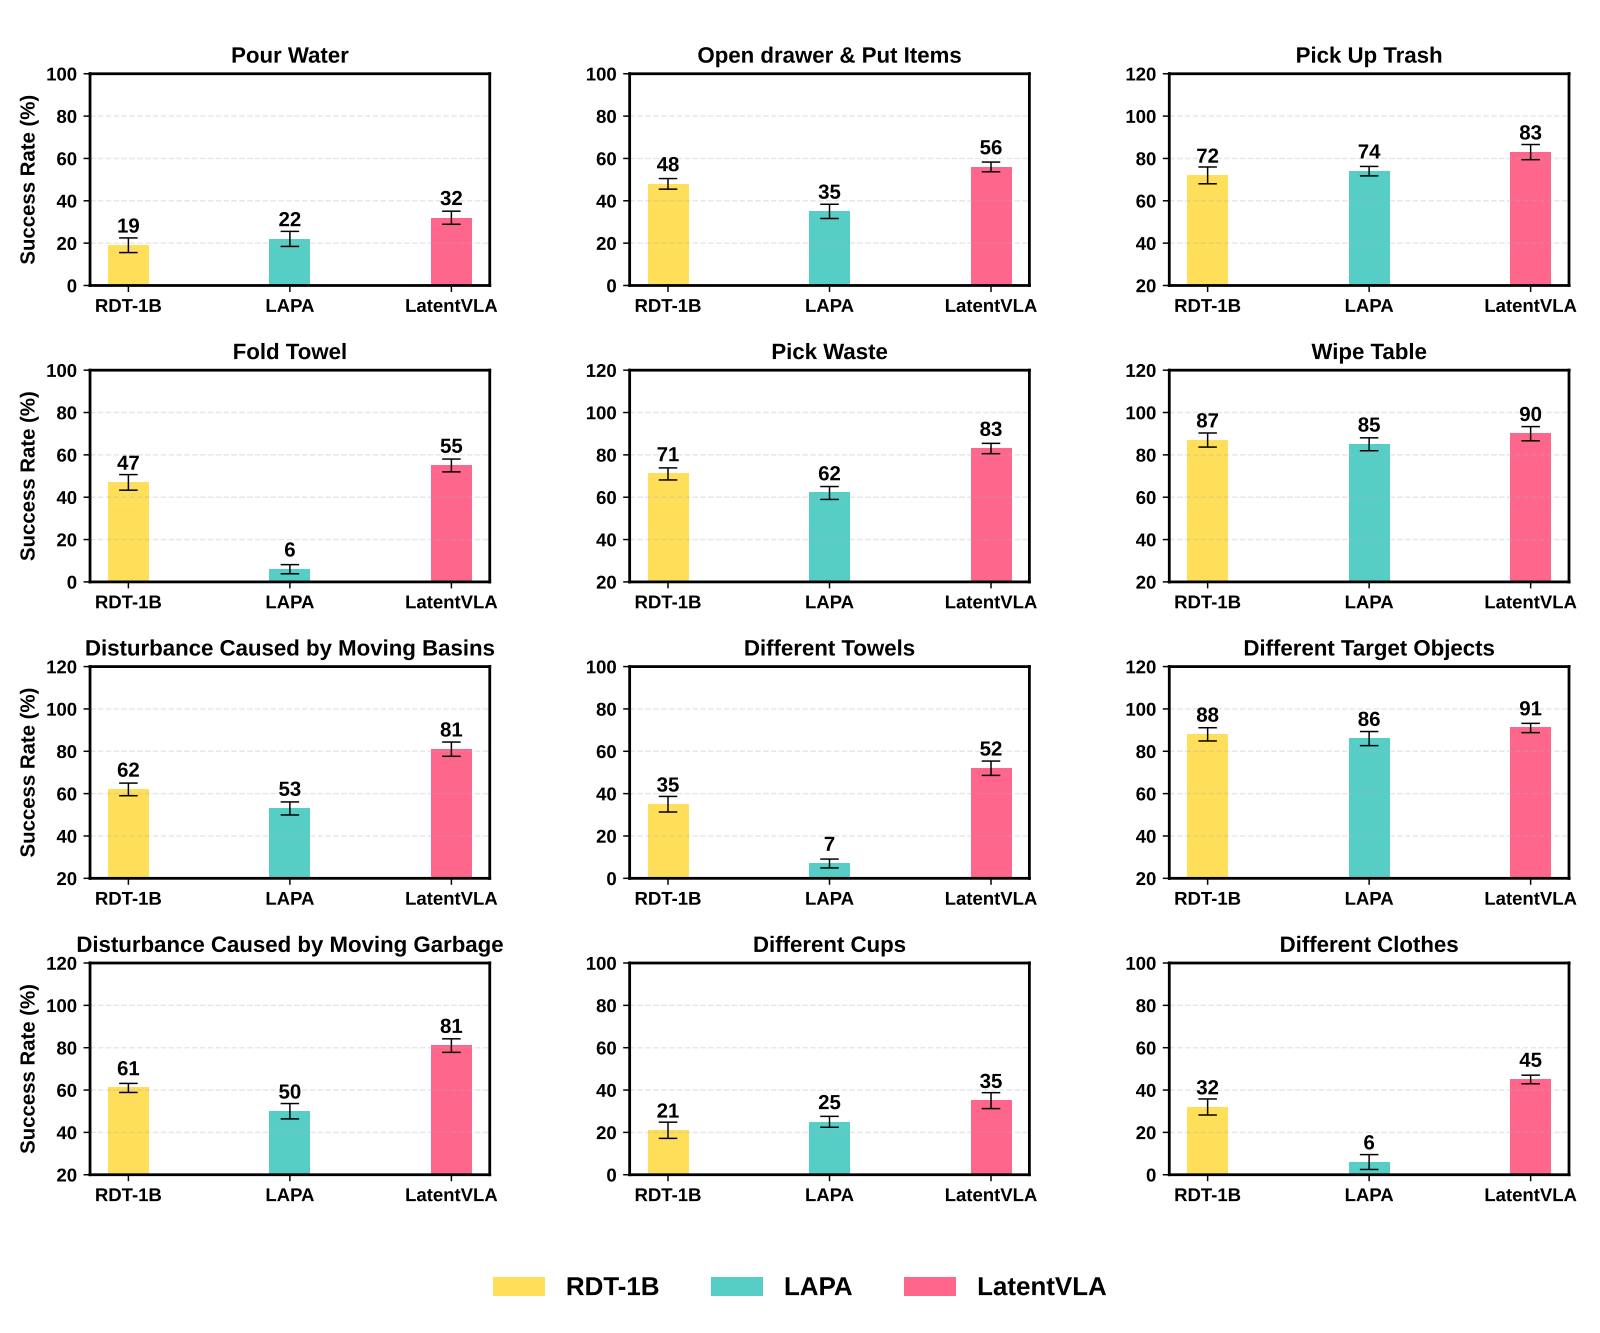 Pour Water
Open drawer & Put Items
Pick Up Trash
Success Rate (%)
100
80
60
40
20
0
19
22
32
RDT-1B
LAPA
LatentVLA
100
80
60
40
20
0
48
35
56
RDT-1B
LAPA
LatentVLA
120
100
80
60
40
20
72
74
83
RDT-1B
LAPA
LatentVLA
Fold Towel
Pick Waste
Wipe Table
Success Rate (%)
100
80
60
40
20
0
47
6
55
RDT-1B
LAPA
LatentVLA
120
100
80
60
40
20
71
62
83
RDT-1B
LAPA
LatentVLA
120
100
80
60
40
20
87
85
90
RDT-1B
LAPA
LatentVLA
Disturbance Caused by Moving Basins
Different Towels
Different Target Objects
Success Rate (%)
120
100
80
60
40
20
62
53
81
RDT-1B
LAPA
LatentVLA
100
80
60
40
20
0
35
7
52
RDT-1B
LAPA
LatentVLA
120
100
80
60
40
20
88
86
91
RDT-1B
LAPA
LatentVLA
Disturbance Caused by Moving Garbage
Different Cups
Different Clothes
Success Rate (%)
120
100
80
60
40
20
61
50
81
RDT-1B
LAPA
LatentVLA
100
80
60
40
20
0
21
25
35
RDT-1B
LAPA
LatentVLA
100
80
60
40
20
0
32
6
45
RDT-1B
LAPA
LatentVLA
RDT-1B
LAPA
LatentVLA